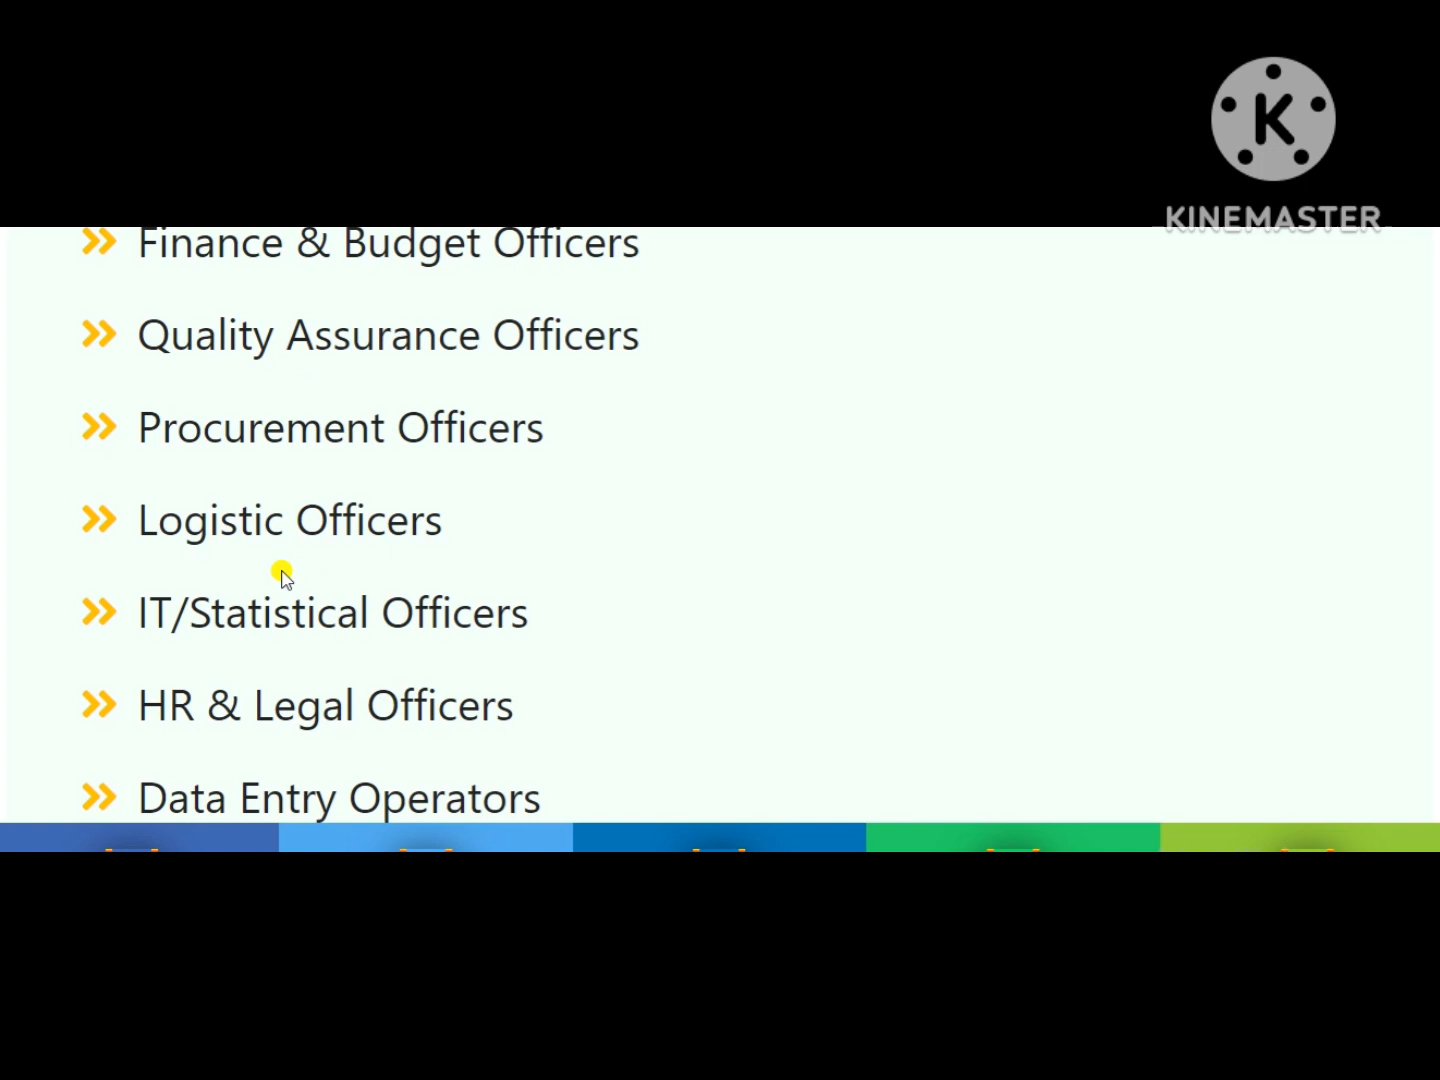 K
KINEMASTER
Finance & Budget Officers
Quality Assurance Officers
Procurement Officers
Logistic Officers
IT/Statistical Officers
HR & Legal Officers
Data Entry Operators